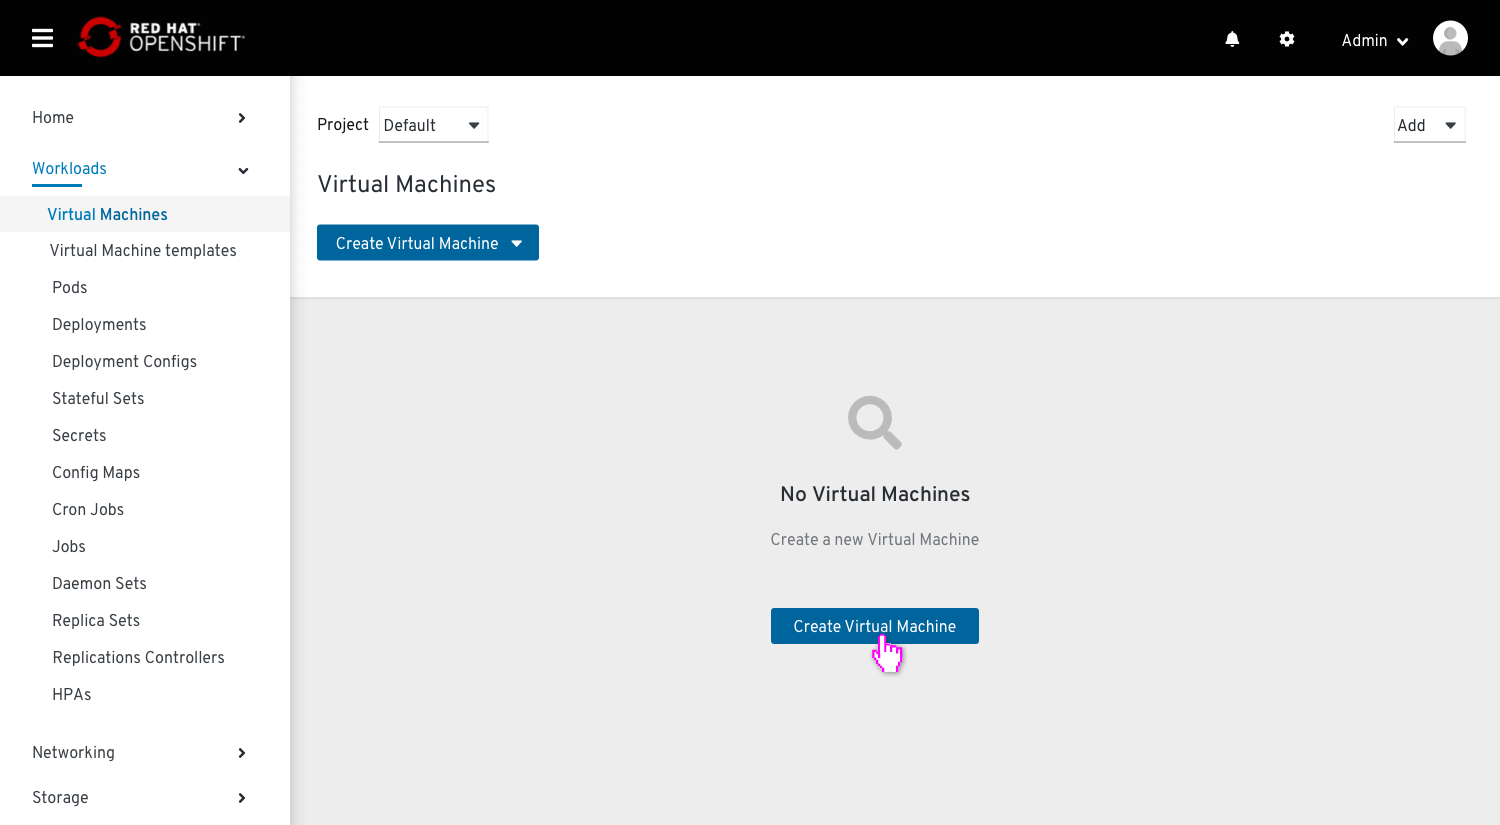 RED HAT®
OPENSHIFT®
Admin
Home
Workloads
Virtual Machines
Virtual Machine templates
Pods
Deployments
Deployment Configs
Stateful Sets
Secrets
Config Maps
Cron Jobs
Jobs
Daemon Sets
Replica Sets
Replications Controllers
HPAs
Networking
Storage
Project Default
Add
Virtual Machines
Create Virtual Machine
No Virtual Machines
Create a new Virtual Machine
Create Virtual Machine